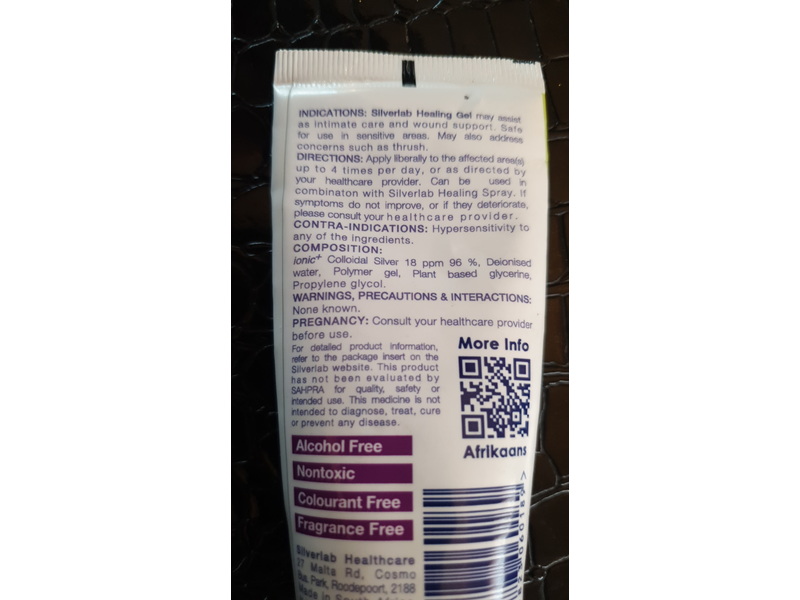 INDICATIONS: Silverlab Healing Gel may assist
as intimate care and wound support. Safe
for use in sensitive areas. May also address
concerns such as thrush.
DIRECTIONS: Apply liberally to the affected area(s)
up to 4 times per day, or as directed by
your healthcare provider. Can be used in
combinaton with Silverlab Healing Spray. If
symptoms do not improve, or if they deteriorate,
please consult your healthcare provider.
CONTRA-INDICATIONS: Hypersensitivity to
any of the ingredients.
COMPOSITION:
ionic+ Colloidal Silver 18 ppm 96 %, Deionised
water, Polymer gel, Plant based glycerine,
Propylene glycol.
WARNINGS, PRECAUTIONS & INTERACTIONS:
None known.
PREGNANCY: Consult your healthcare provider
before use.
For detailed product information,
refer to the package insert on the
Silverlab website. This product
has not been evaluated by
SAHPRA for quality, safety or
intended use. This medicine is not
intended to diagnose, treat, cure
or prevent any disease.
More Info
Afrikaans
Alcohol Free
Nontoxic
Colourant Free
Fragrance Free
Silverlab Healthcare
77 Malta Rd, Cosmo
Bus. Park, Roodepoort, 2188
Made in South Africa